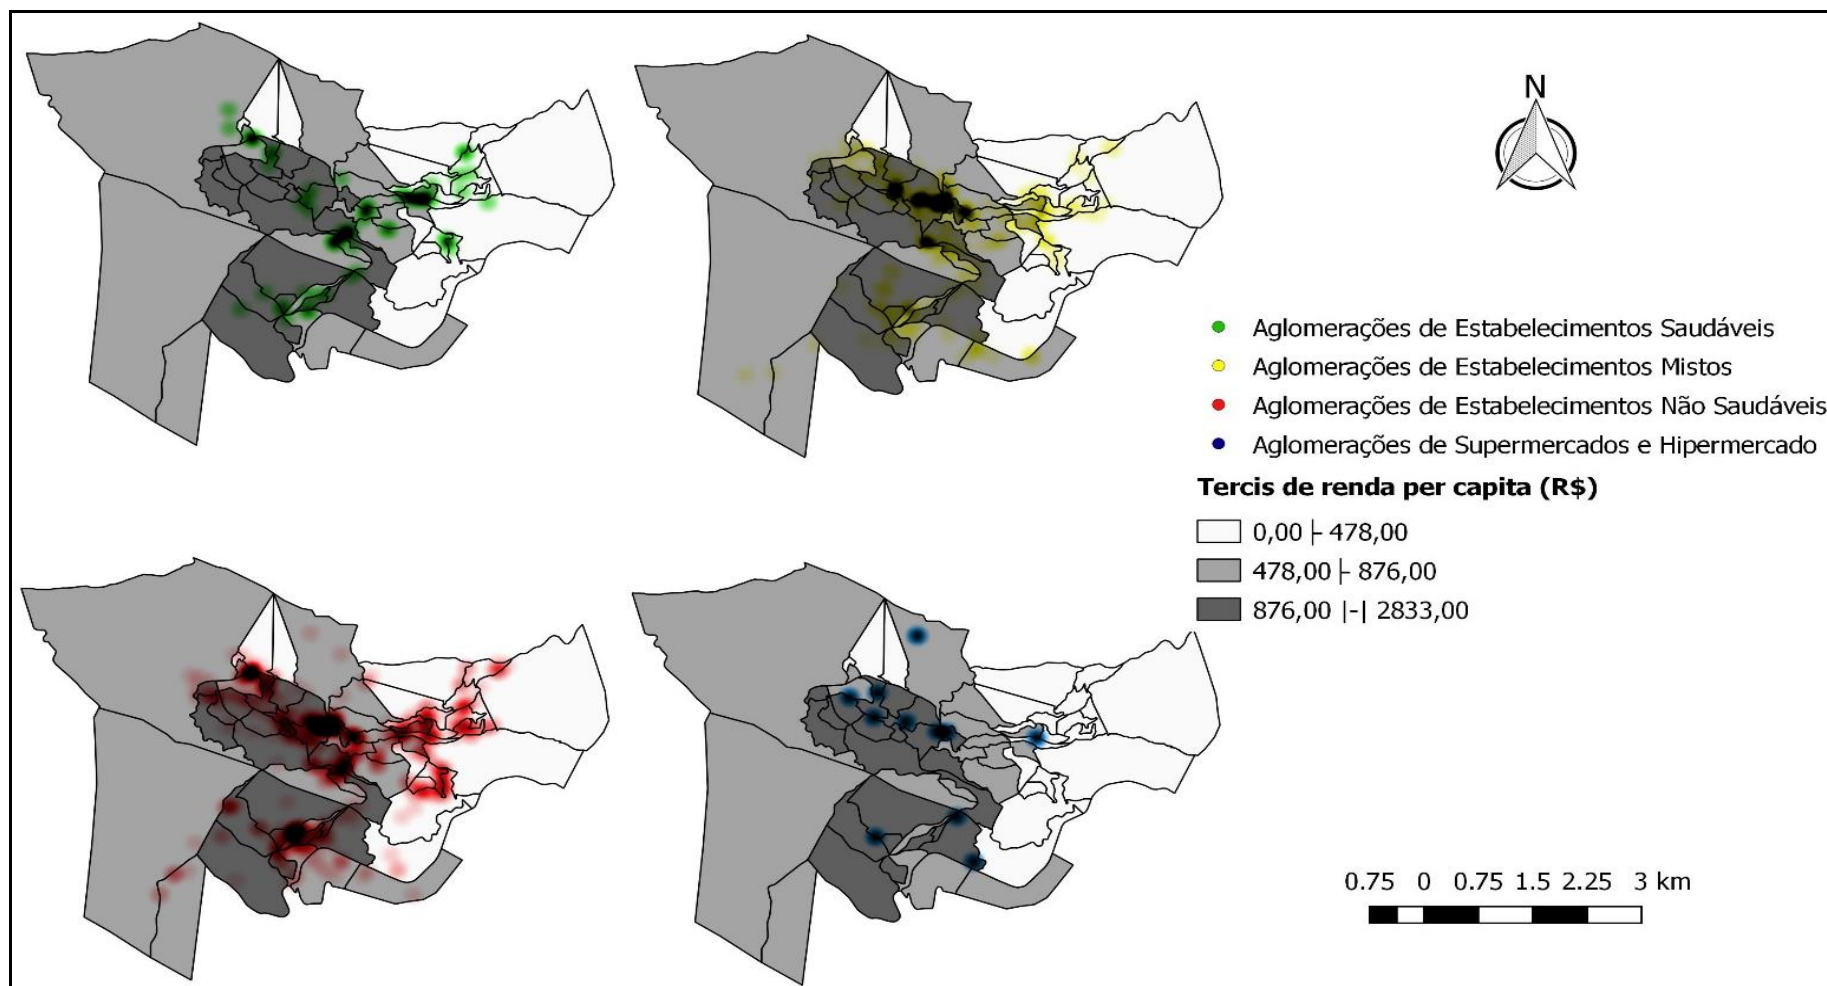 N
Aglomerações de Estabelecimentos Saudáveis
Aglomerações de Estabelecimentos Mistos
Aglomerações de Estabelecimentos Não Saudáveis
Aglomerações de Supermercados e Hipermercado
Tercis de renda per capita (R$)
0,00 |- 478,00
478,00 |- 876,00
876,00 |-| 2833,00
0.75 0 0.75 1.5 2.25 3 km